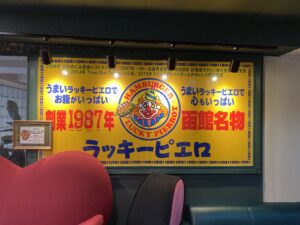 うまいラッキーピエロで
お腹がいっぱい
創業1987年
HAMBURGER
LUCKY PIERROT
うまいラッキーピエロで
心もいっぱい
函館名物
ラッキーピエロ